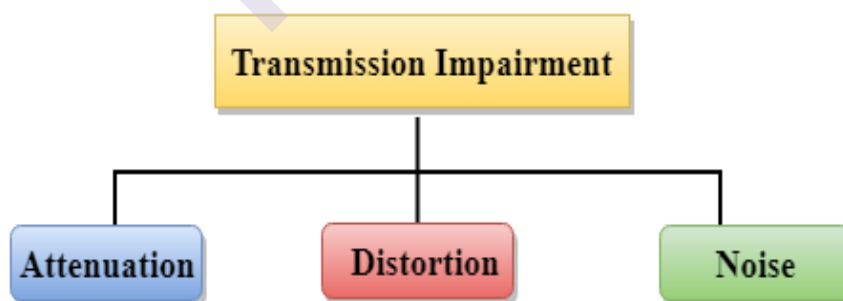 Transmission Impairment
Attenuation
Distortion
Noise